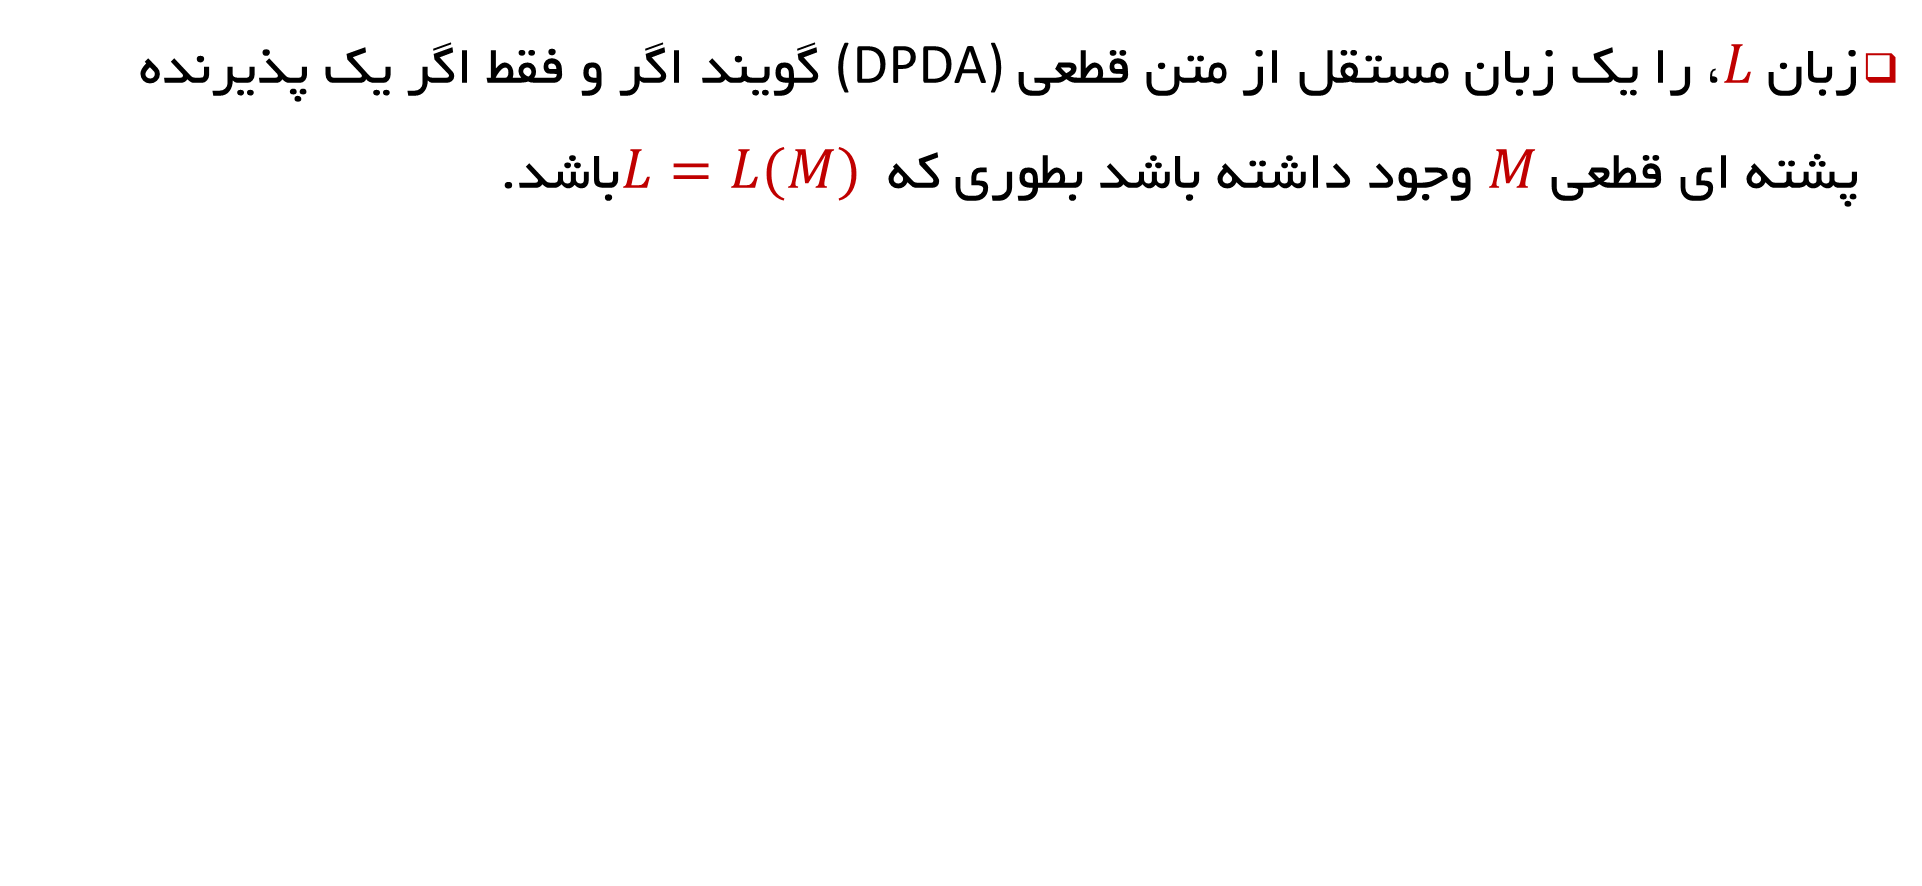 ❑زبان L، را یک زبان مستقل از متن قطعی (DPDA) گویند اگر و فقط اگر یک پذیرنده
پشته ای قطعی M وجود داشته باشد بطوری که L = L(M) باشد.